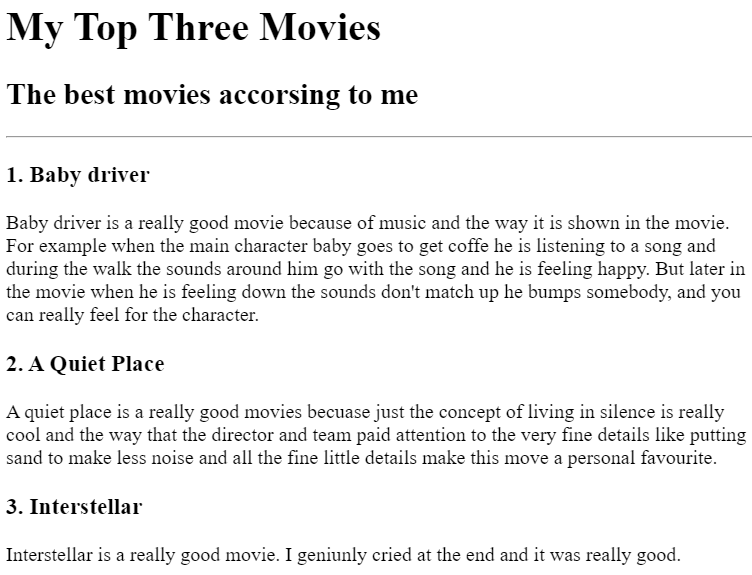 My Top Three Movies
The best movies accorsing to me
1. Baby driver
Baby driver is a really good movie because of music and the way it is shown in the movie.
For example when the main character baby goes to get coffe he is listening to a song and
during the walk the sounds around him go with the song and he is feeling happy. But later in
the movie when he is feeling down the sounds don't match up he bumps somebody, and you
can really feel for the character.
2. A Quiet Place
A quiet place is a really good movies becuase just the concept of living in silence is really
cool and the way that the director and team paid attention to the very fine details like putting
sand to make less noise and all the fine little details make this move a personal favourite.
3. Interstellar
Interstellar is a really good movie. I geniunly cried at the end and it was really good.